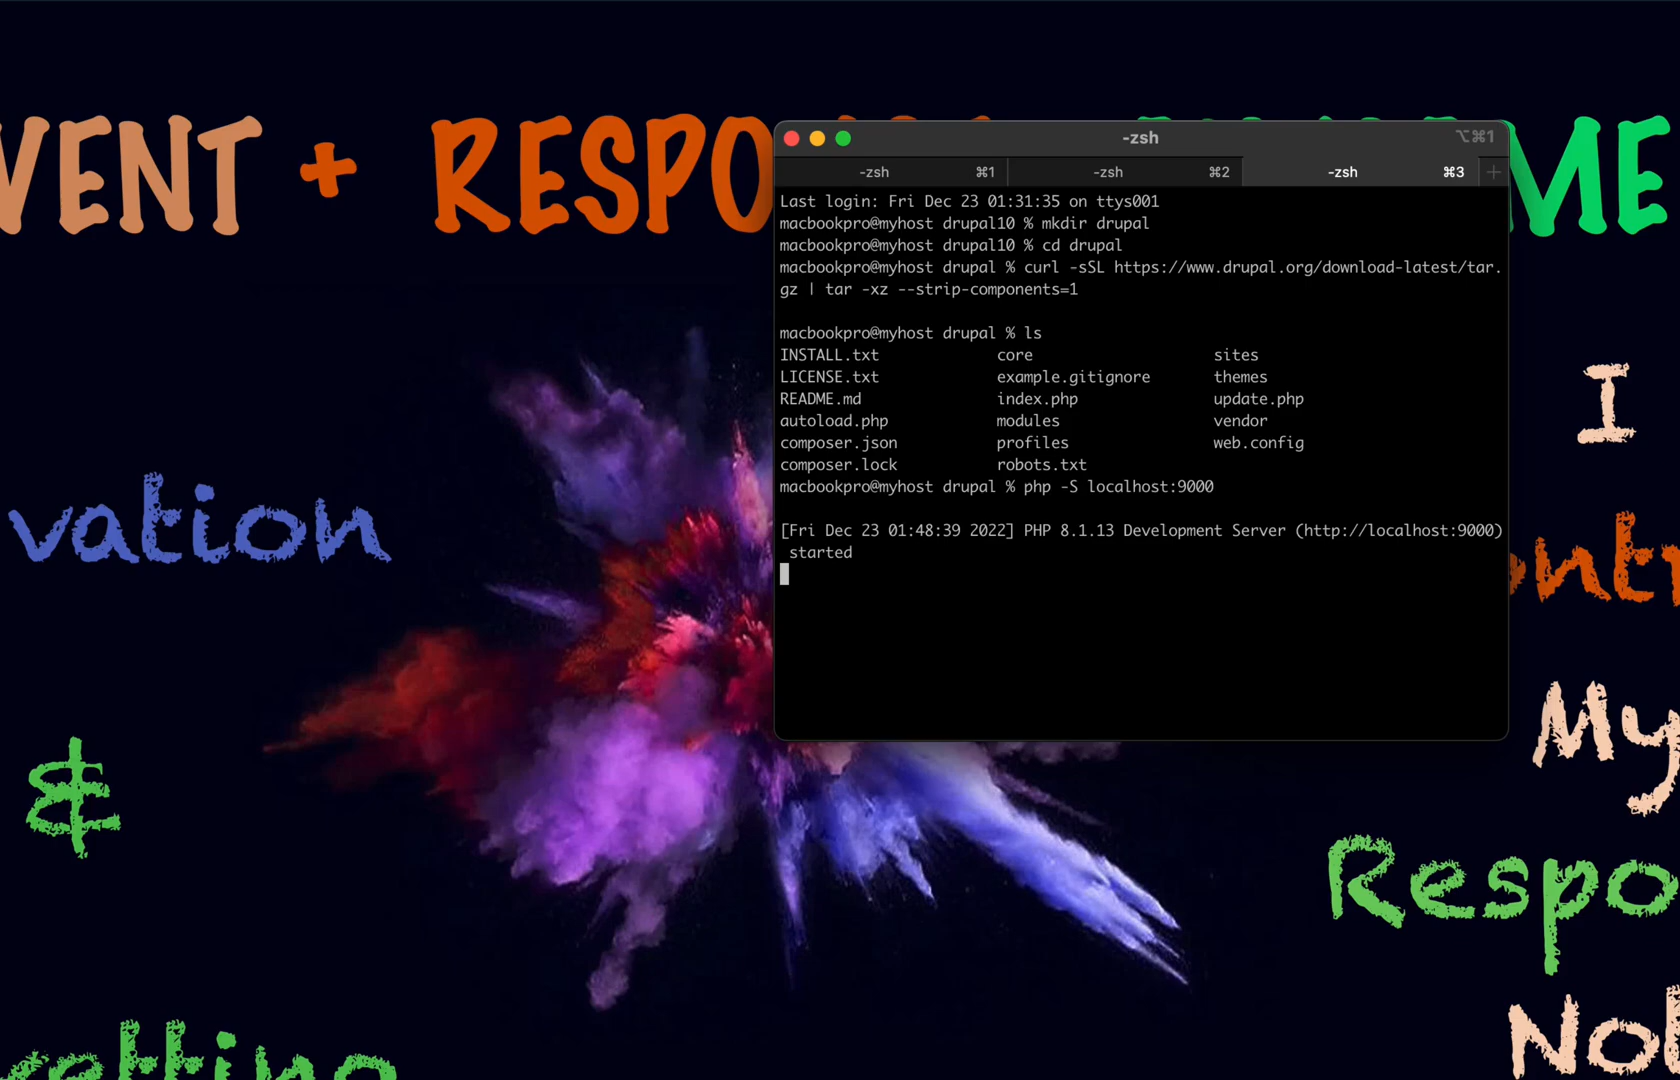 VENT + RESPO ME
-zsh ⌥⌘1
-zsh ⌘1 -zsh ⌘2 -zsh ⌘3 +
Last login: Fri Dec 23 01:31:35 on ttys001
macbookpro@myhost drupal10 % mkdir drupal
macbookpro@myhost drupal10 % cd drupal
macbookpro@myhost drupal % curl -sSL https://www.drupal.org/download-latest/tar.
gz | tar -xz --strip-components=1
macbookpro@myhost drupal % ls
INSTALL.txt core sites
LICENSE.txt example.gitignore themes
README.md index.php update.php
autoload.php modules vendor
composer.json profiles web.config
composer.lock robots.txt
macbookpro@myhost drupal % php -S localhost:9000
[Fri Dec 23 01:48:39 2022] PHP 8.1.13 Development Server (http://localhost:9000)
started
I
vation
ont
My
&
Respo
No